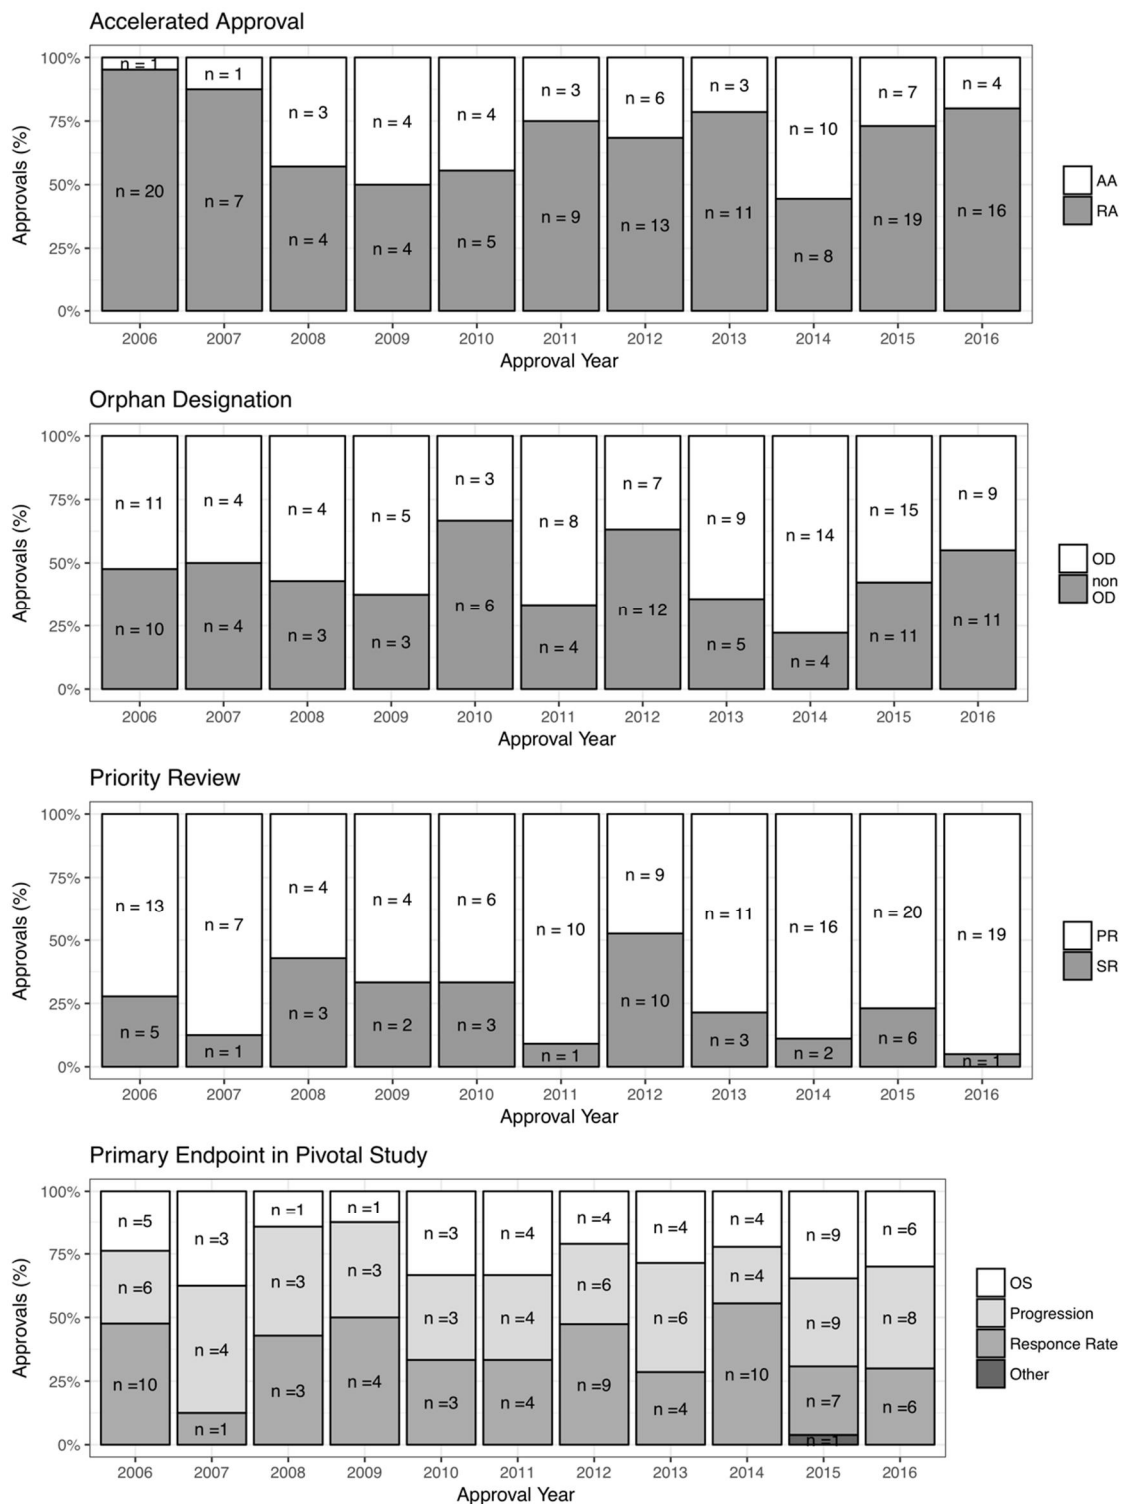 Accelerated Approval
100%
75%
50%
25%
0%
Approvals (%)
n = 1
n = 1
n = 3
n = 4
n = 4
n = 3
n = 6
n = 3
n = 10
n = 7
n = 4
n = 20
n = 7
n = 4
n = 4
n = 5
n = 9
n = 13
n = 11
n = 8
n = 19
n = 16
AA
RA
2006 2007 2008 2009 2010 2011 2012 2013 2014 2015 2016
Approval Year
Orphan Designation
100%
75%
50%
25%
0%
Approvals (%)
n = 11
n = 4
n = 4
n = 5
n = 3
n = 8
n = 7
n = 9
n = 14
n = 15
n = 9
n = 10
n = 4
n = 3
n = 3
n = 6
n = 4
n = 12
n = 5
n = 4
n = 11
n = 11
OD
non
OD
2006 2007 2008 2009 2010 2011 2012 2013 2014 2015 2016
Approval Year
Priority Review
100%
75%
50%
25%
0%
Approvals (%)
n = 13
n = 7
n = 4
n = 4
n = 6
n = 10
n = 9
n = 11
n = 16
n = 20
n = 19
n = 5
n = 1
n = 3
n = 2
n = 3
n = 1
n = 10
n = 3
n = 2
n = 6
n = 1
PR
SR
2006 2007 2008 2009 2010 2011 2012 2013 2014 2015 2016
Approval Year
Primary Endpoint in Pivotal Study
100%
75%
50%
25%
0%
Approvals (%)
n =5
n =3
n =1
n =1
n =3
n =4
n =4
n =4
n =4
n =9
n =6
n =6
n =4
n =3
n =3
n =3
n =4
n =6
n =6
n =4
n =9
n =8
n =10
n =1
n =3
n =4
n =3
n =4
n =9
n =4
n =10
n =7
n =6
n =1
OS
Progression
Responce Rate
Other
2006 2007 2008 2009 2010 2011 2012 2013 2014 2015 2016
Approval Year